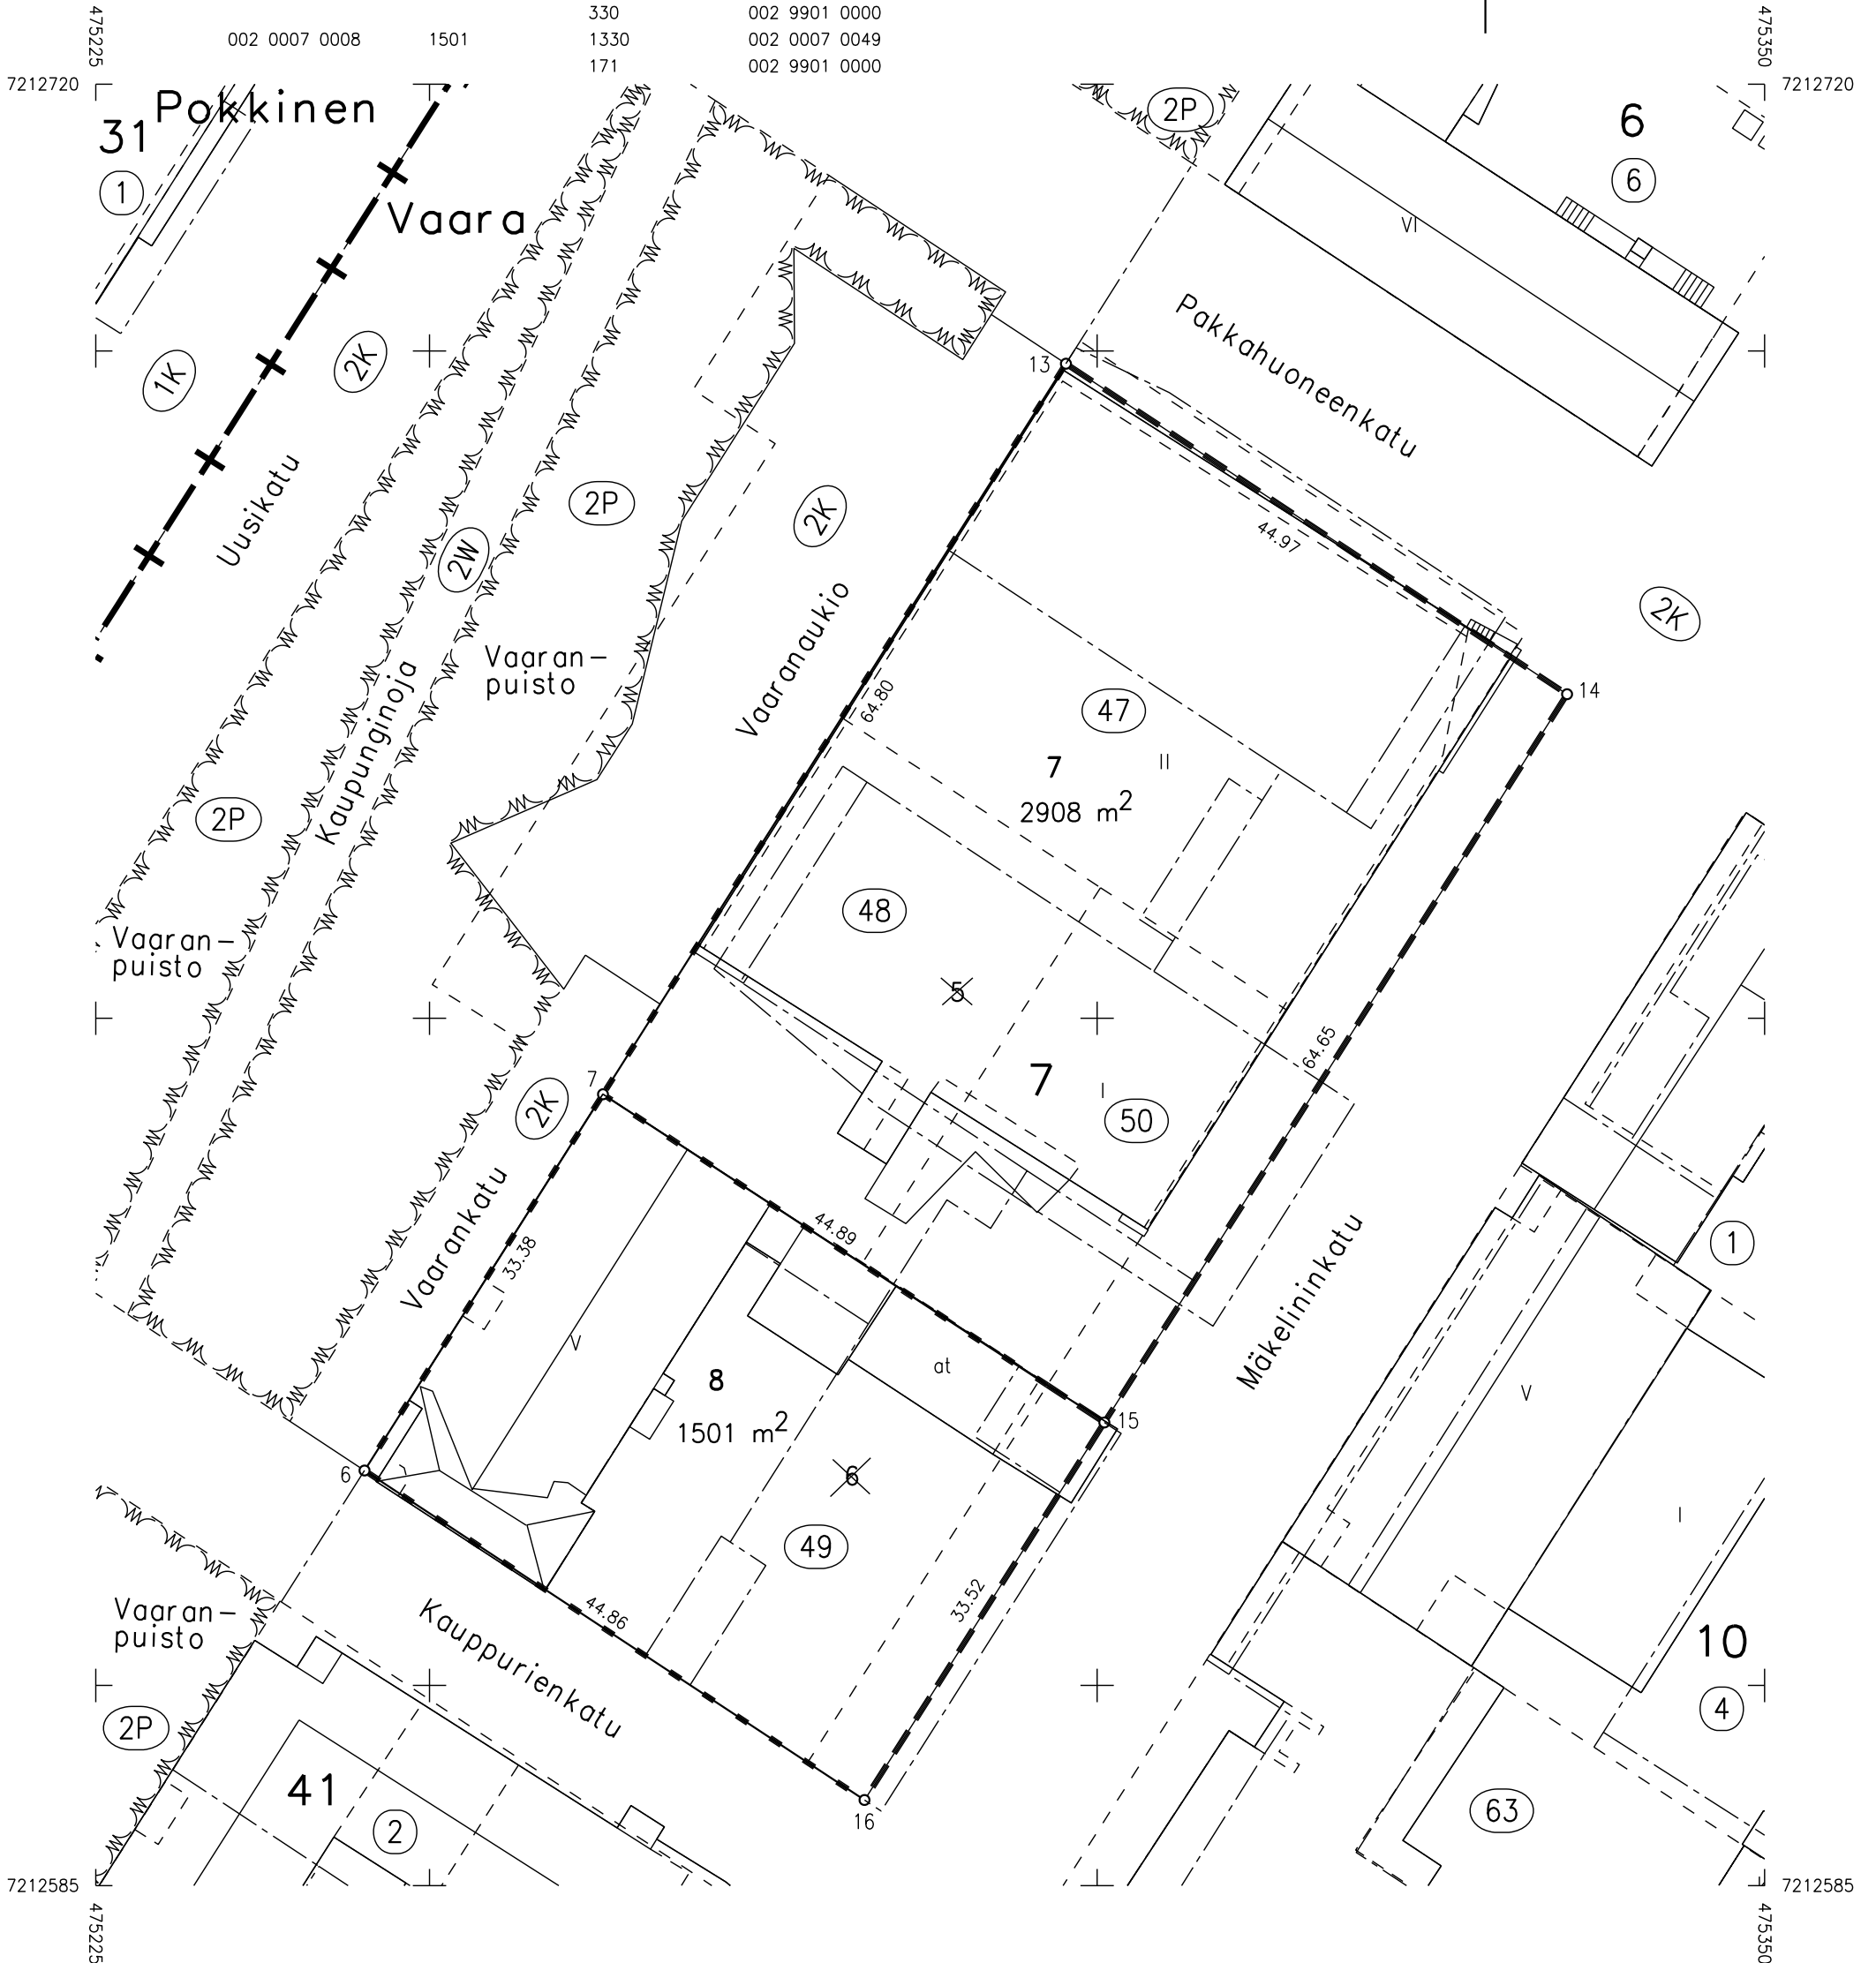 475225
330 002 9901 0000
475350
002 0007 0008 1501 1330 002 0007 0049
171 002 9901 0000
7212720
7212720
Pokkinen
31
1
2P
6
6
Vaara
VI
1K
2K
Pakkahuoneenkatu
13
Uusikatu
2P
2K
44.97
2W
2K
Vaaran-
puisto
Vaaranaukio
64.80
14
47
7
II
2908 m2
2P
Kaupunginoja
48
Vaaran-
puisto
5
64.65
7
7
I
50
2K
Vaarankatu
44.89
33.38
1
Mäkelininkatu
V
at
8
V
1501 m2
15
6
6
I
49
Vaaran-
puisto
44.86
33.52
Kauppurienkatu
10
4
2P
41
2
16
63
7212585
7212585
475225
475350